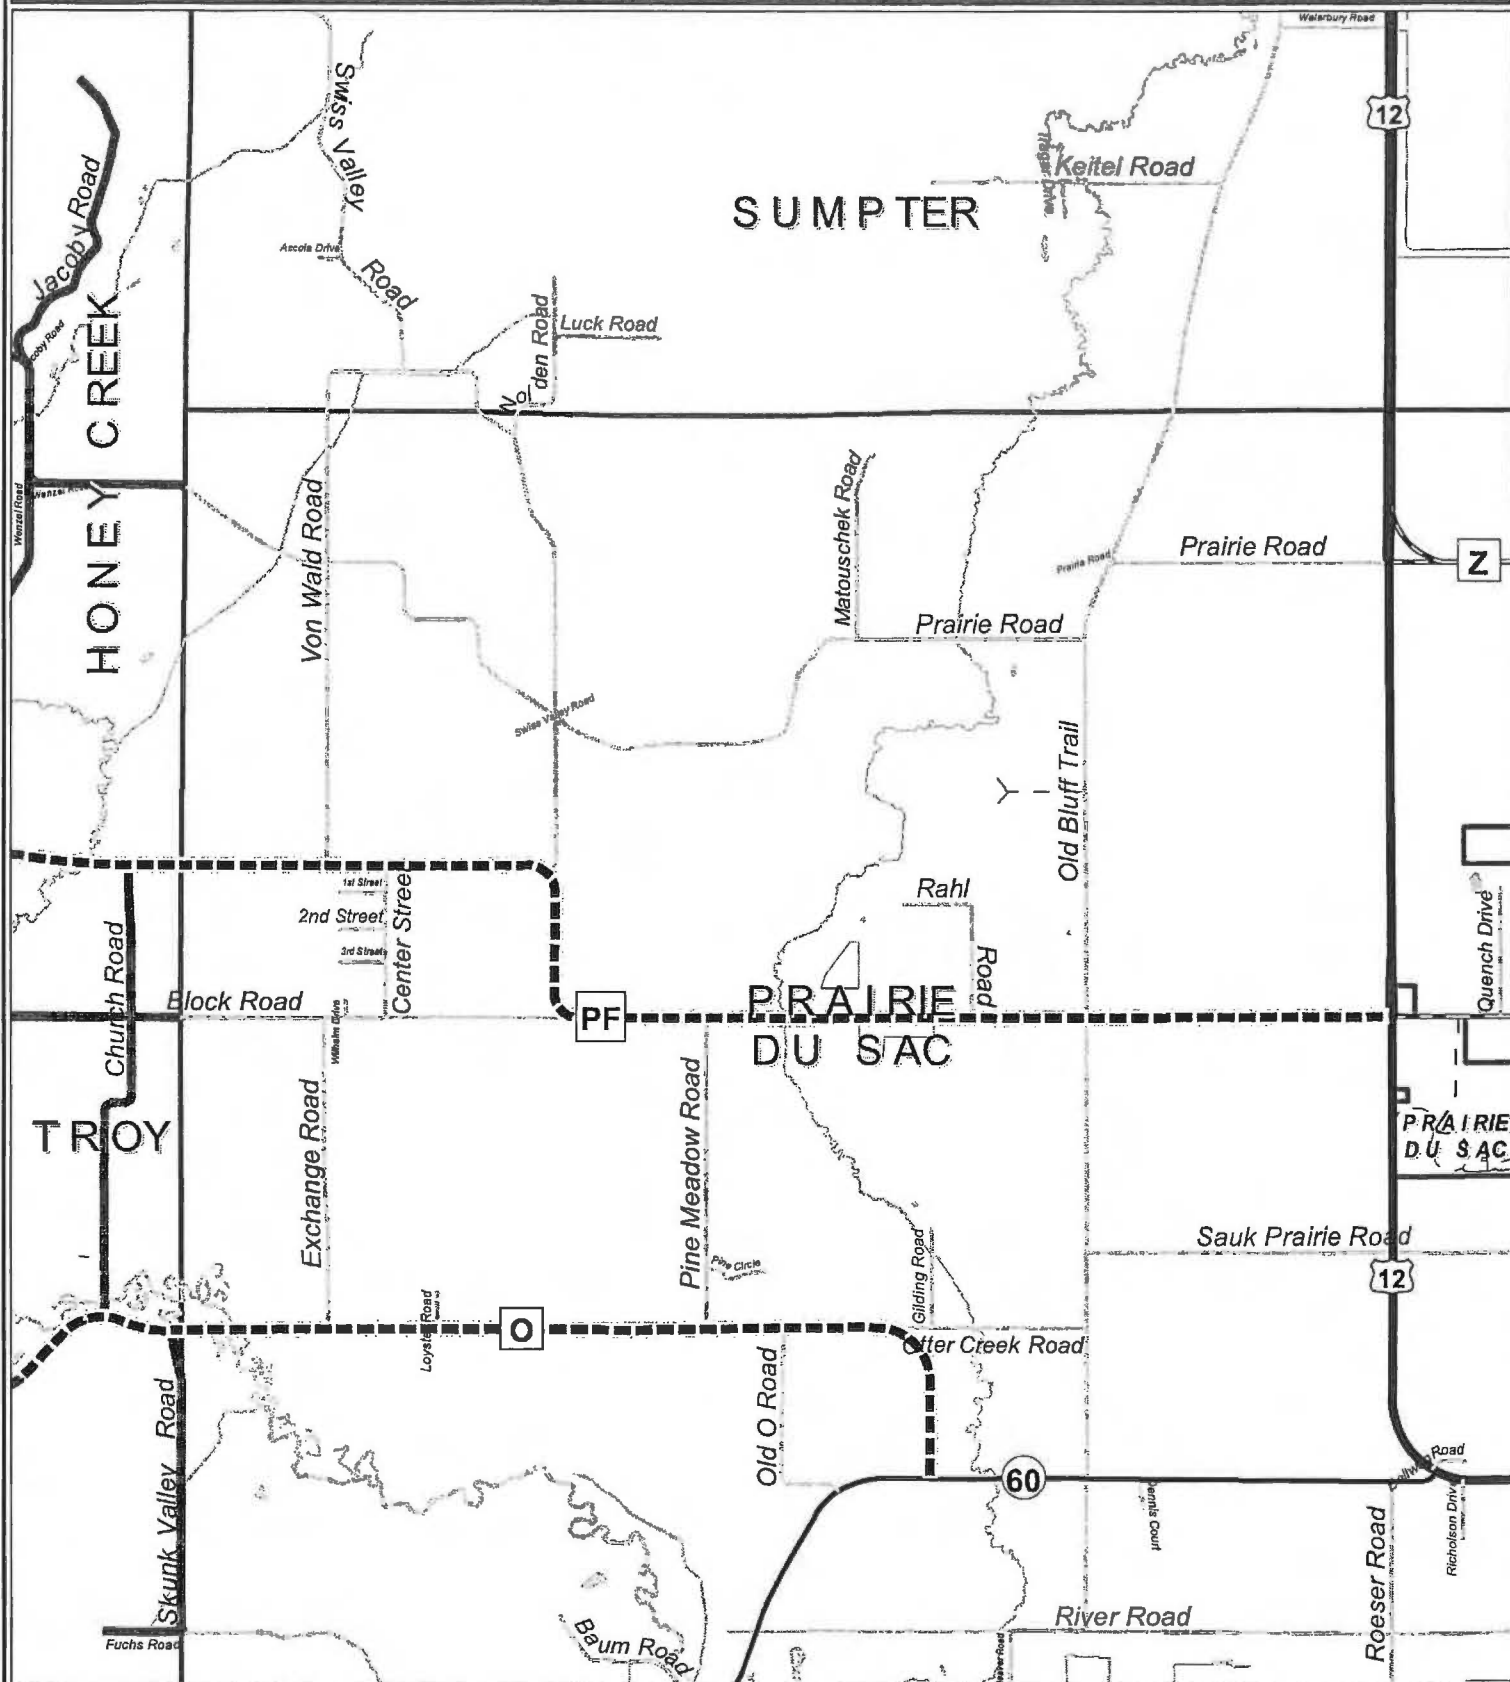 Waterbury Road
12
Swiss Valley
Road
Keitel Road
SUMPTER
Jacoby Road
Ascola Drive
HONEY CREEK
Luck Road
Wenzel Road
Von Wald Road
Matouschek Road
Prairie Road
Prairie Road
Z
Prairie Road
Swiss Valley Road
Old Bluff Trail
1st Street
2nd Street
3rd Street
Center Street
Rahl
Road
Quench Drive
Church Road
Block Road
Wilhelm Drive
PF
PRAIRIE
DU SAC
Exchange Road
Pine Meadow Road
TROY
PRAIRIE
DU SAC
Sauk Prairie Road
Pine Circle
Gilding Road
12
O
Otter Creek Road
Old O Road
Skunk Valley Road
60
Dennis Court
Richolson Drive
Roeser Road
River Road
Fuchs Road
Baum Road